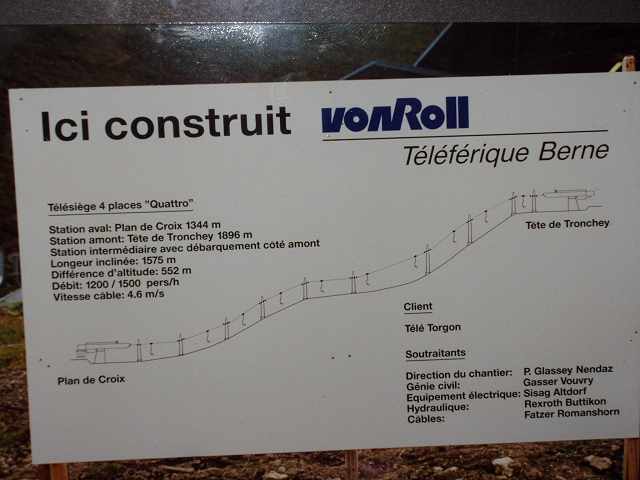 Ici construit vonRoll
Téléférique Berne
Télésiège 4 places "Quattro"
Station aval: Plan de Croix 1344 m
Station amont: Tête de Tronchey 1896 m
Station intermédiaire avec débarquement côté amont
Longeur inclinée: 1575 m
Différence d'altitude: 552 m
Débit: 1200 / 1500 pers/h
Vitesse câble: 4.6 m/s
Tête de Tronchey
Plan de Croix
Client
Télé Torgon
Soutraitants
Direction du chantier: P. Glassey Nendaz
Génie civil: Gasser Vouvry
Equipement électrique: Sisag Altdorf
Hydraulique: Rexroth Buttikon
Câbles: Fatzer Romanshorn